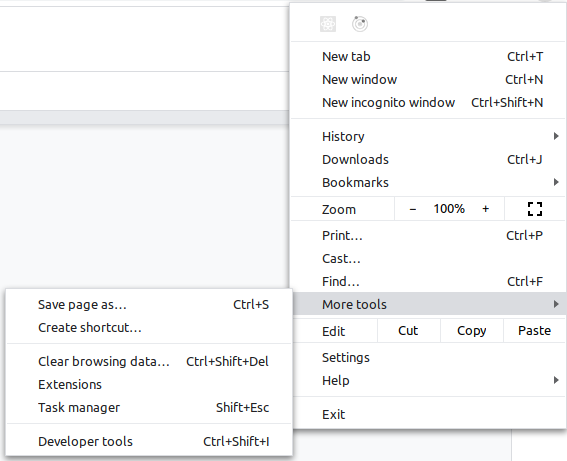 New tab Ctrl+T
New window Ctrl+N
New incognito window Ctrl+Shift+N
History
Downloads Ctrl+J
Bookmarks
Zoom − 100% +
Print… Ctrl+P
Cast…
Find… Ctrl+F
More tools
Edit Cut Copy Paste
Settings
Help
Exit
Save page as… Ctrl+S
Create shortcut…
Clear browsing data… Ctrl+Shift+Del
Extensions
Task manager Shift+Esc
Developer tools Ctrl+Shift+I